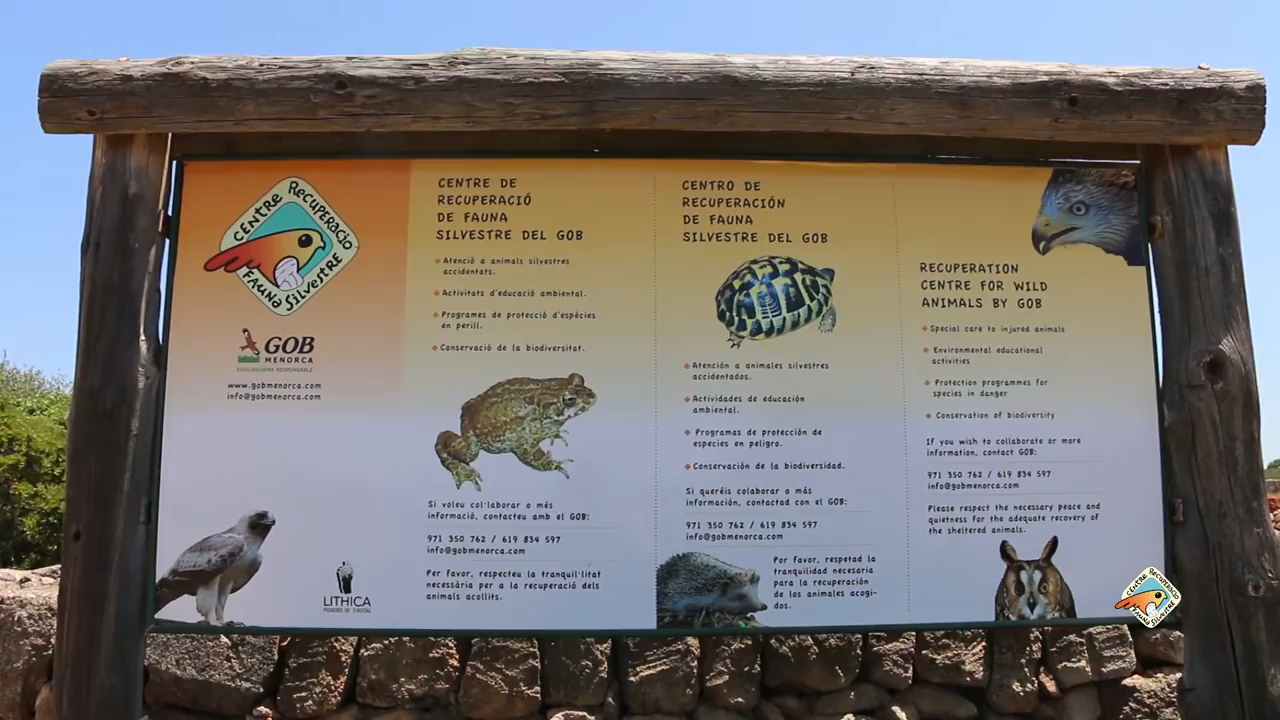 CENTRE RECUPERACIO
FAUNA SILVESTRE
GOB
MENORCA
ECOLOGISME RESPONSABLE
www.gobmenorca.com
info@gobmenorca.com
LITHICA
PEDRERES DE S'HOSTAL
CENTRE DE
RECUPERACIÓ
DE FAUNA
SILVESTRE DEL GOB
Atenció a animals silvestres
accidentats.
Activitats d'educació ambiental.
Programes de protecció d'espècies
en perill.
Conservació de la biodiversitat.
Si voleu col·laborar o més
informació, contacteu amb el GOB:
971 350 762 / 619 834 597
info@gobmenorca.com
Per favor, respecteu la tranquil·litat
necessària per a la recuperació dels
animals acollits.
CENTRO DE
RECUPERACIÓN
DE FAUNA
SILVESTRE DEL GOB
Atención a animales silvestres
accidentados.
Actividades de educación
ambiental.
Programas de protección de
especies en peligro.
Conservación de la biodiversidad.
Si queréis colaborar o más
información, contactad con el GOB:
971 350 762 / 619 834 597
info@gobmenorca.com
Por favor, respetad la
tranquilidad necesaria
para la recuperación
de los animales acogi-
dos.
RECUPERATION
CENTRE FOR WILD
ANIMALS BY GOB
Special care to injured animals
Environmental educational
activities
Protection programmes for
species in danger
Conservation of biodiversity
If you wish to collaborate or more
information, contact GOB:
971 350 762 / 619 834 597
info@gobmenorca.com
Please respect the necessary peace and
quietness for the adequate recovery of
the sheltered animals.
CENTRE RECUPERACIO
FAUNA SILVESTRE